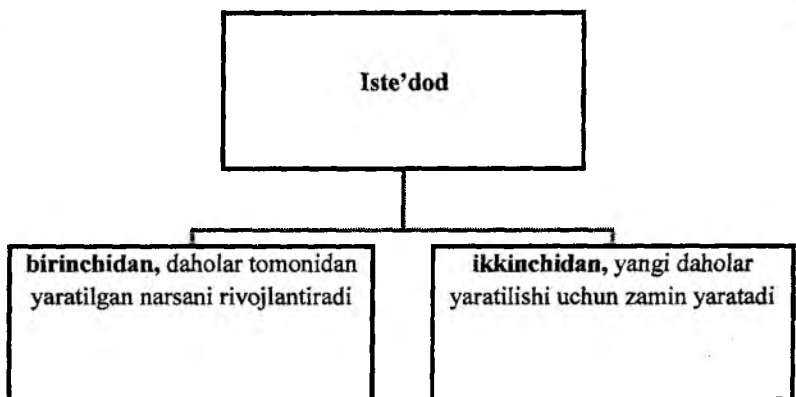 Iste’dod
birinchidan, daholar tomonidan
yaratilgan narsani rivojlantiradi
ikkinchidan, yangi daholar
yaratilishi uchun zamin yaratadi